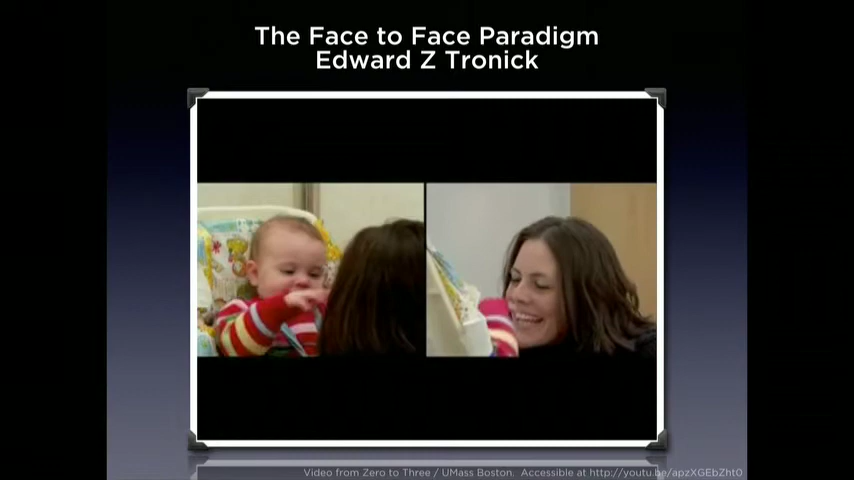 The Face to Face Paradigm
Edward Z Tronick
Video from Zero to Three / UMass Boston. Accessible at http://youtu.be/apzXGEbZht0